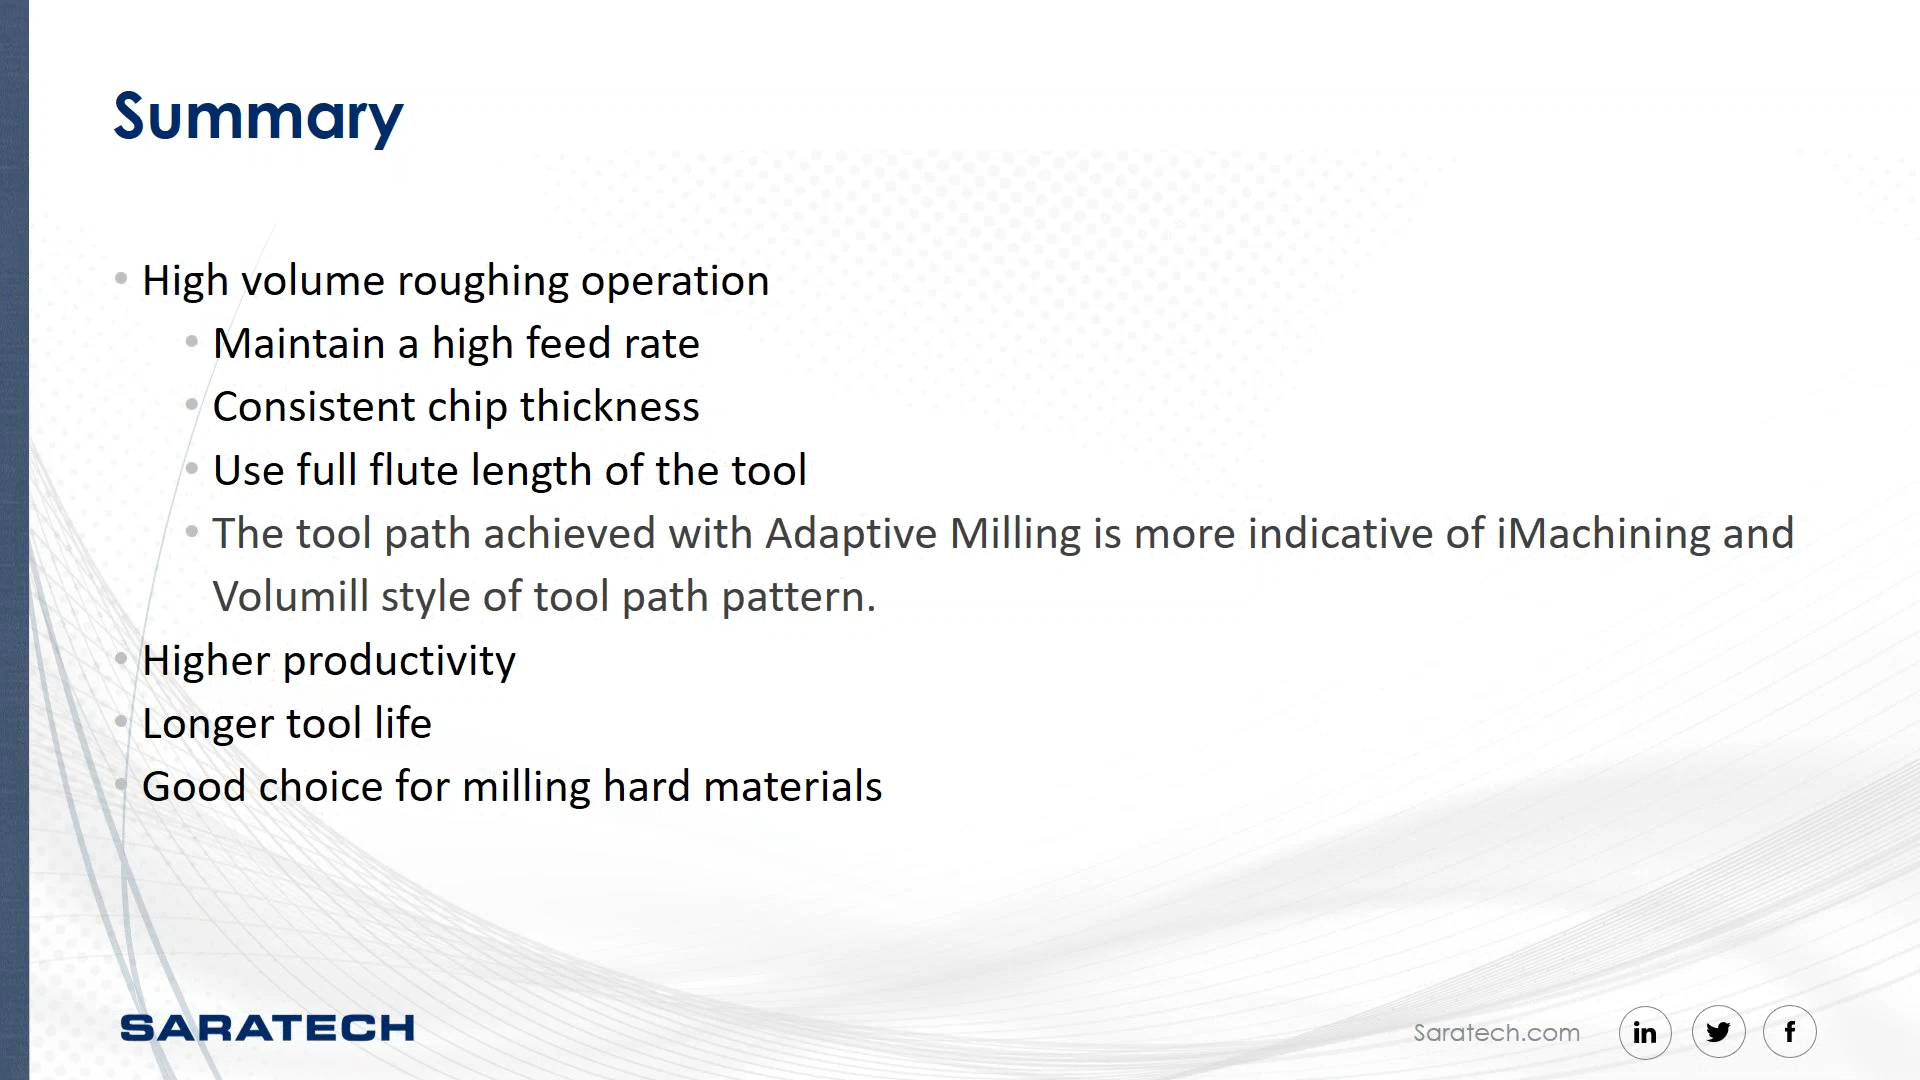 Summary
• High volume roughing operation
• Maintain a high feed rate
• Consistent chip thickness
• Use full flute length of the tool
• The tool path achieved with Adaptive Milling is more indicative of iMachining and
Volumill style of tool path pattern.
• Higher productivity
• Longer tool life
• Good choice for milling hard materials
SARATECH
Saratech.com
in
f